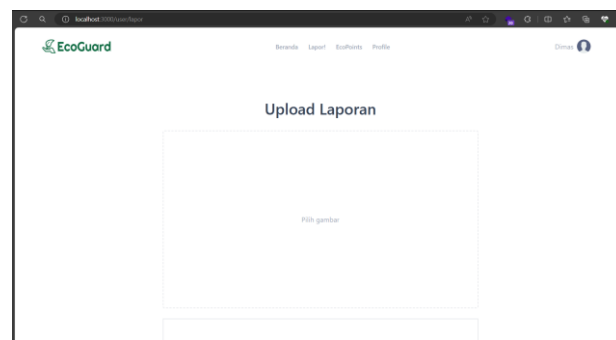 localhost:3000/user/lapor
EcoGuard
Beranda Lapor! EcoPoints Profile
Dimas
Upload Laporan
Pilih gambar